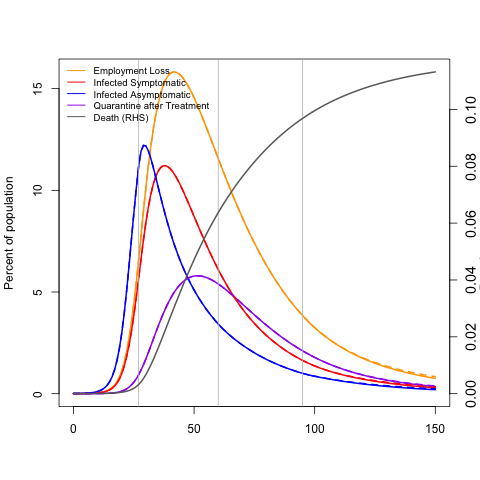 Employment Loss
Infected Symptomatic
Infected Asymptomatic
Quarantine after Treatment
Death (RHS)
Percent of population
0
5
10
15
0.00
0.02
0.04
0.06
0.08
0.10
0
50
100
150